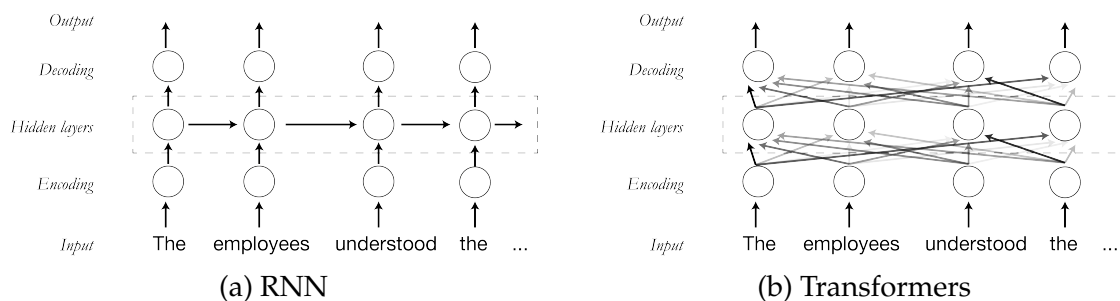 Output
Decoding
Hidden layers
Encoding
Input The employees understood the ...
(a) RNN
Output
Decoding
Hidden layers
Encoding
Input The employees understood the ...
(b) Transformers